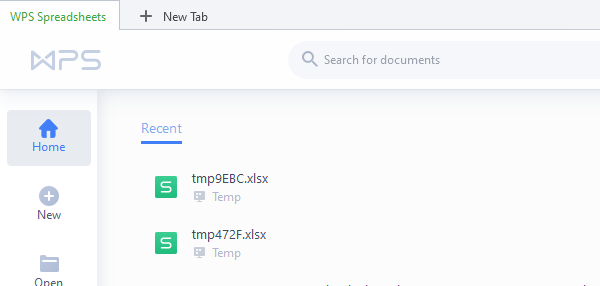 WPS Spreadsheets
New Tab
WPS
Search for documents
Home
New
Open
Recent
tmp9EBC.xlsx
Temp
tmp472F.xlsx
Temp